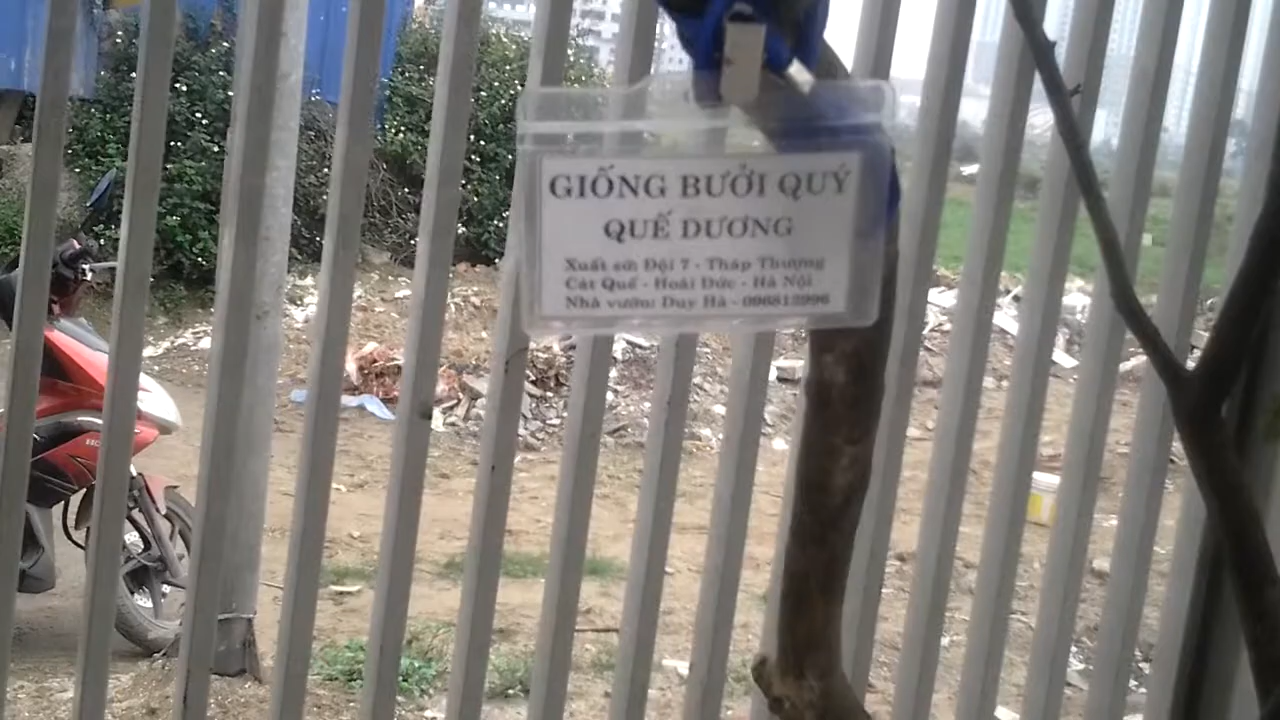 GIỐNG BƯỞI QUÝ
QUẾ DƯƠNG
Xuất sứ: Đội 7 - Tháp Thượng
Cát Quế - Hoài Đức - Hà Nội
Nhà vườn: Duy Hà -